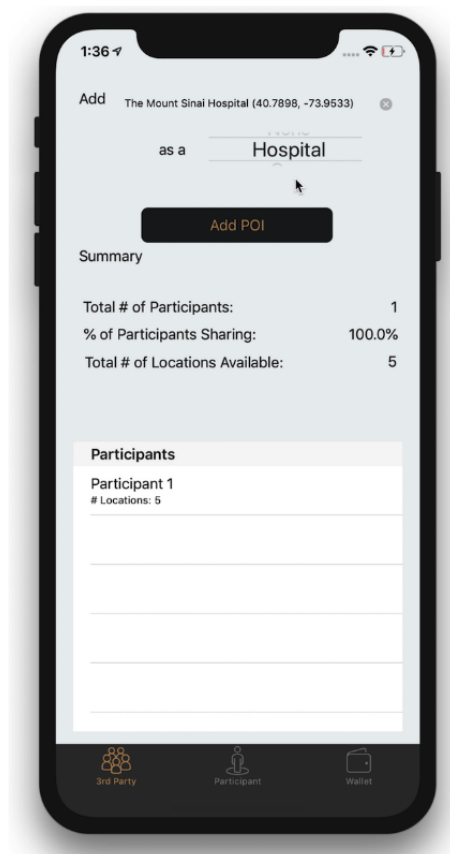 1:36
Add The Mount Sinai Hospital (40.7898, -73.9533)
None
as a Hospital
Add POI
Summary
Total # of Participants: 1
% of Participants Sharing: 100.0%
Total # of Locations Available: 5
Participants
Participant 1
# Locations: 5
3rd Party Participant Wallet